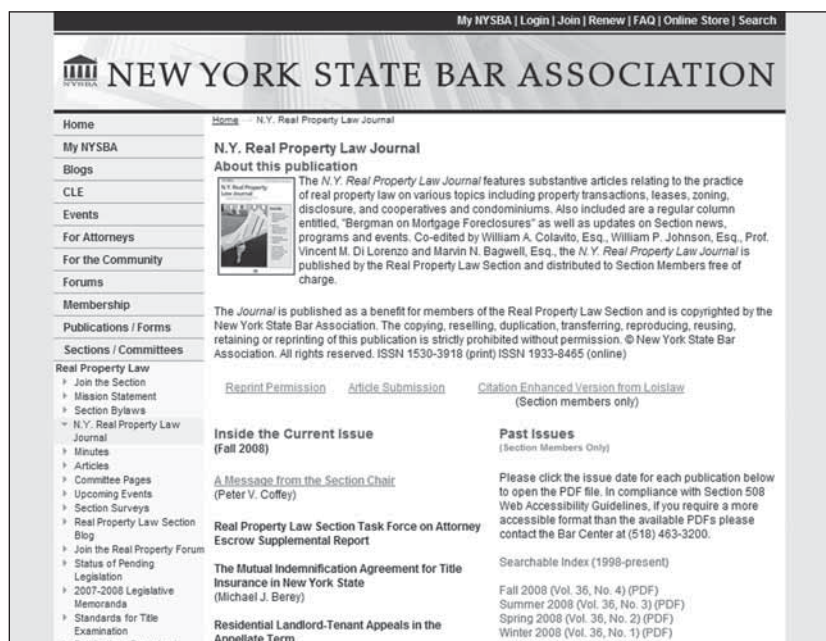 My NYSBA | Login | Join | Renew | FAQ | Online Store | Search
NYSBA
NEW YORK STATE BAR ASSOCIATION
Home
My NYSBA
Blogs
CLE
Events
For Attorneys
For the Community
Forums
Membership
Publications / Forms
Sections / Committees
Real Property Law
Join the Section
Mission Statement
Section Bylaws
N.Y. Real Property Law
Journal
Minutes
Articles
Committee Pages
Upcoming Events
Section Surveys
Real Property Law Section
Blog
Join the Real Property Forum
Status of Pending
Legislation
2007-2008 Legislative
Memoranda
Standards for Title
Examination
Home N.Y. Real Property Law Journal
N.Y. Real Property Law Journal
About this publication
N.Y. Real Property
Law Journal
The N.Y. Real Property Law Journal features substantive articles relating to the practice
of real property law on various topics including property transactions, leases, zoning,
disclosure, and cooperatives and condominiums. Also included are a regular column
entitled, "Bergman on Mortgage Foreclosures" as well as updates on Section news,
programs and events. Co-edited by William A. Colavito, Esq., William P. Johnson, Esq., Prof.
Vincent M. Di Lorenzo and Marvin N. Bagwell, Esq., the N.Y. Real Property Law Journal is
published by the Real Property Law Section and distributed to Section Members free of
charge.
The Journal is published as a benefit for members of the Real Property Law Section and is copyrighted by the
New York State Bar Association. The copying, reselling, duplication, transferring, reproducing, reusing,
retaining or reprinting of this publication is strictly prohibited without permission. © New York State Bar
Association. All rights reserved. ISSN 1530-3918 (print) ISSN 1933-8465 (online)
Reprint Permission Article Submission Citation Enhanced Version from Loislaw
(Section members only)
Inside the Current Issue
(Fall 2008)
A Message from the Section Chair
(Peter V. Coffey)
Real Property Law Section Task Force on Attorney
Escrow Supplemental Report
The Mutual Indemnification Agreement for Title
Insurance in New York State
(Michael J. Berey)
Residential Landlord-Tenant Appeals in the
Appellate Term
Past Issues
(Section Members Only)
Please click the issue date for each publication below
to open the PDF file. In compliance with Section 508
Web Accessibility Guidelines, if you require a more
accessible format than the available PDFs please
contact the Bar Center at (518) 463-3200.
Searchable Index (1998-present)
Fall 2008 (Vol. 36, No. 4) (PDF)
Summer 2008 (Vol. 36, No. 3) (PDF)
Spring 2008 (Vol. 36, No. 2) (PDF)
Winter 2008 (Vol. 36, No. 1) (PDF)